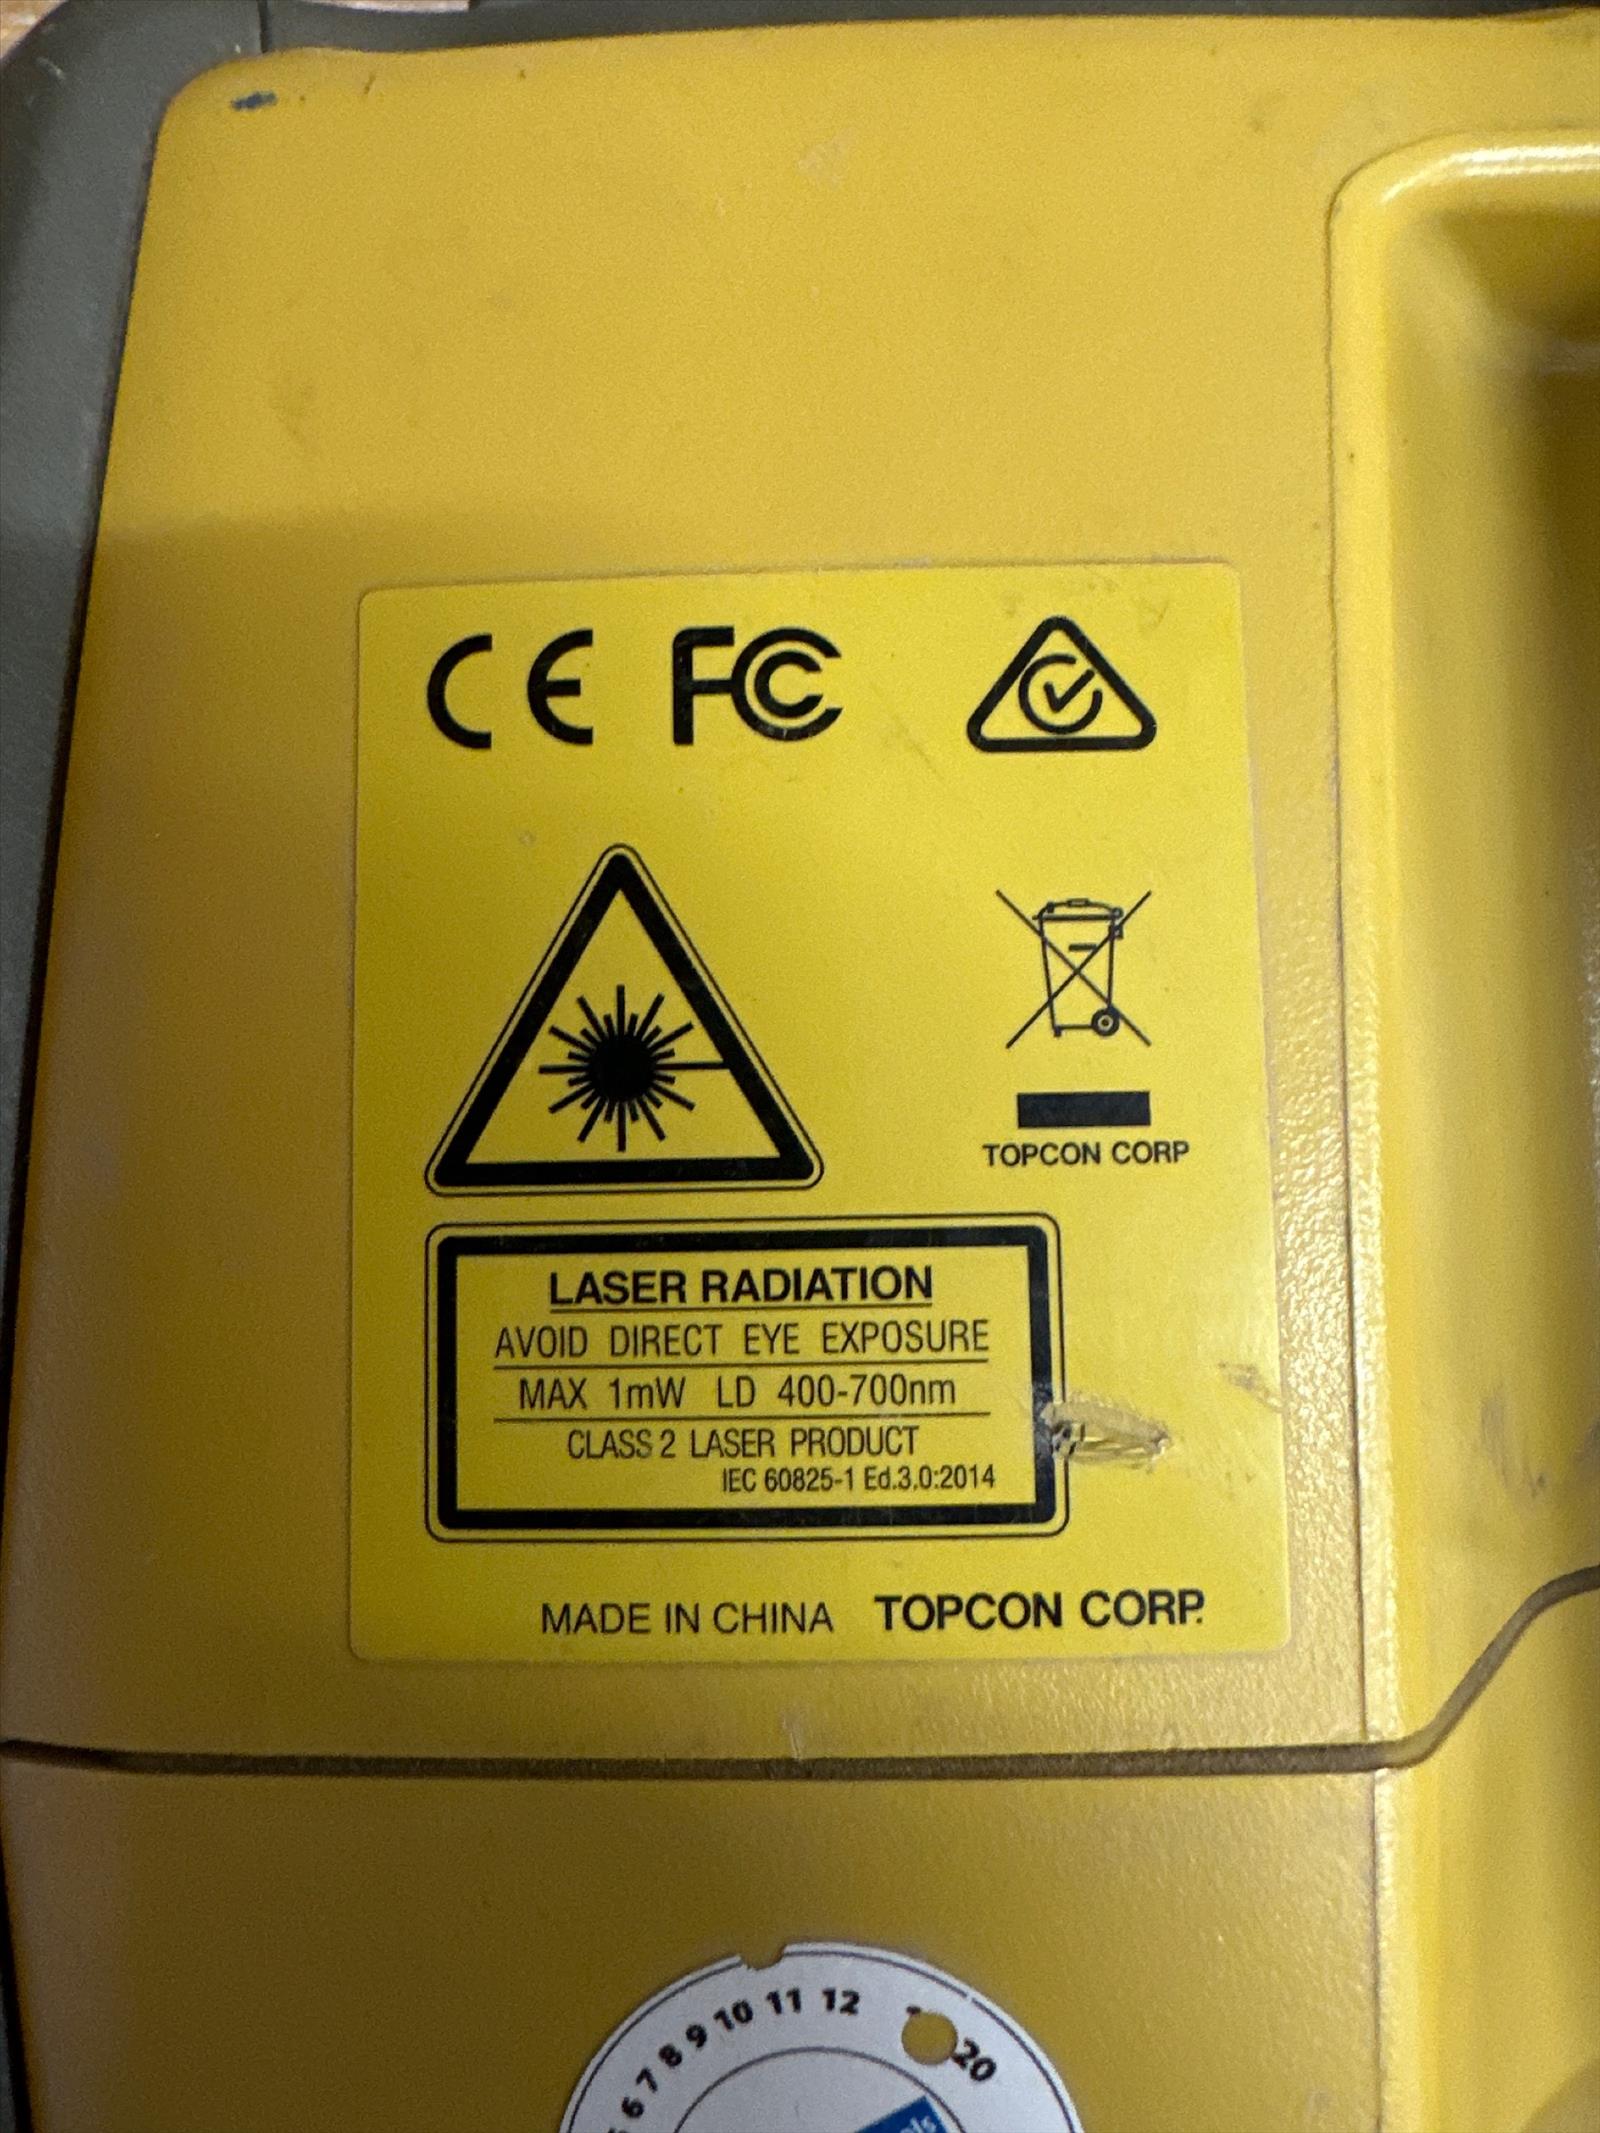 CE FC
LASER RADIATION
AVOID DIRECT EYE EXPOSURE
MAX 1mW LD 400-700nm
CLASS 2 LASER PRODUCT
IEC 60825-1 Ed.3.0:2014
TOPCON CORP
MADE IN CHINA TOPCON CORP.
6 7 8 9 10 11 12 20